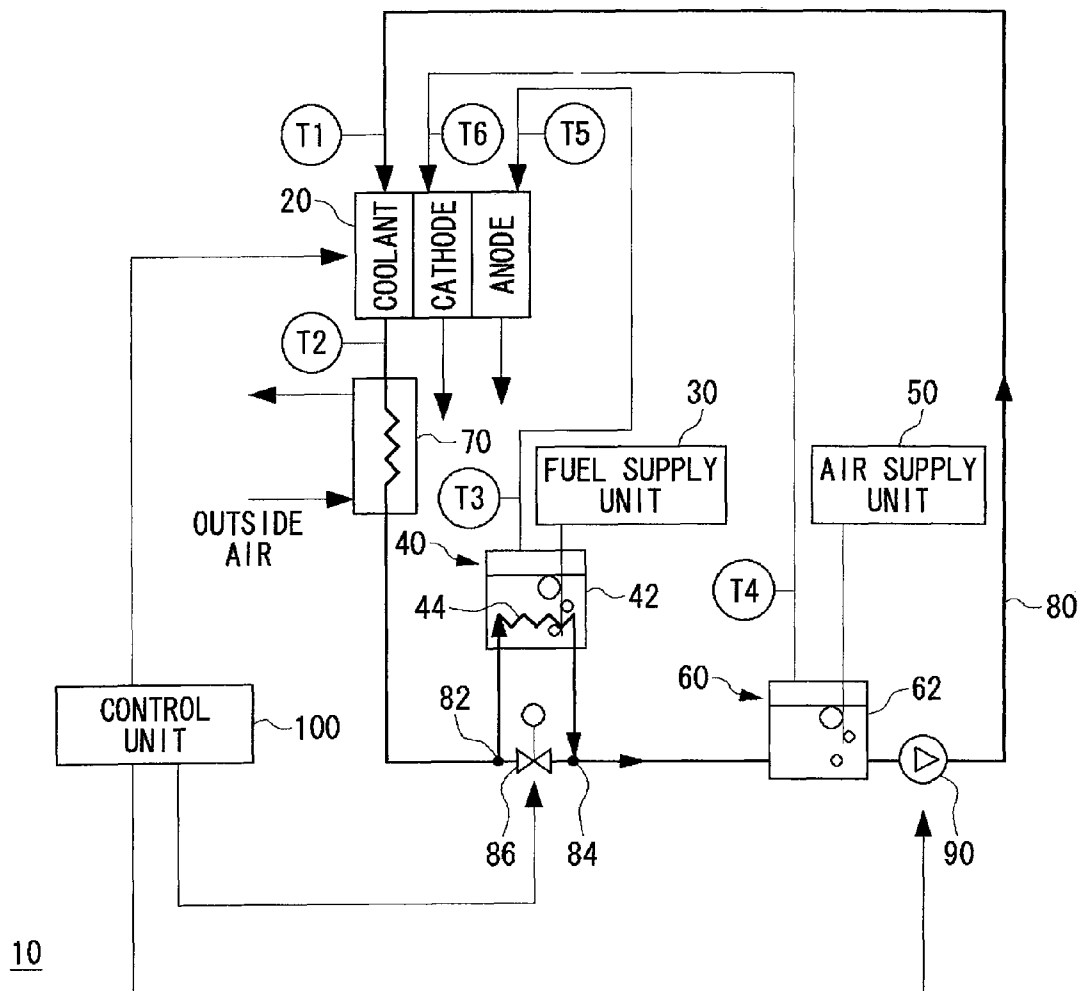 T1
T6
T5
20
COOLANT
CATHODE
ANODE
T2
30
50
70
FUEL SUPPLY
UNIT
AIR SUPPLY
UNIT
T3
OUTSIDE
AIR
40
42
44
T4
80
60
62
CONTROL
UNIT
100
82
86
84
90
10